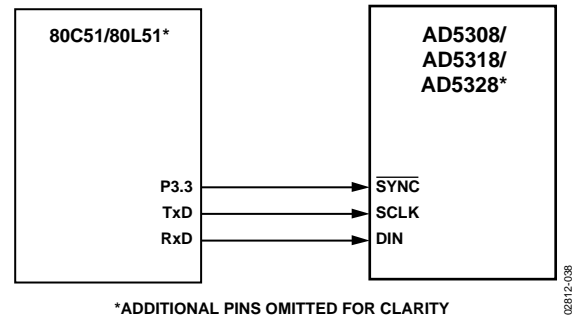 80C51/80L51*
AD5308/
AD5318/
AD5328*
P3.3
SYNC
TxD
SCLK
RxD
DIN
*ADDITIONAL PINS OMITTED FOR CLARITY
02812-038